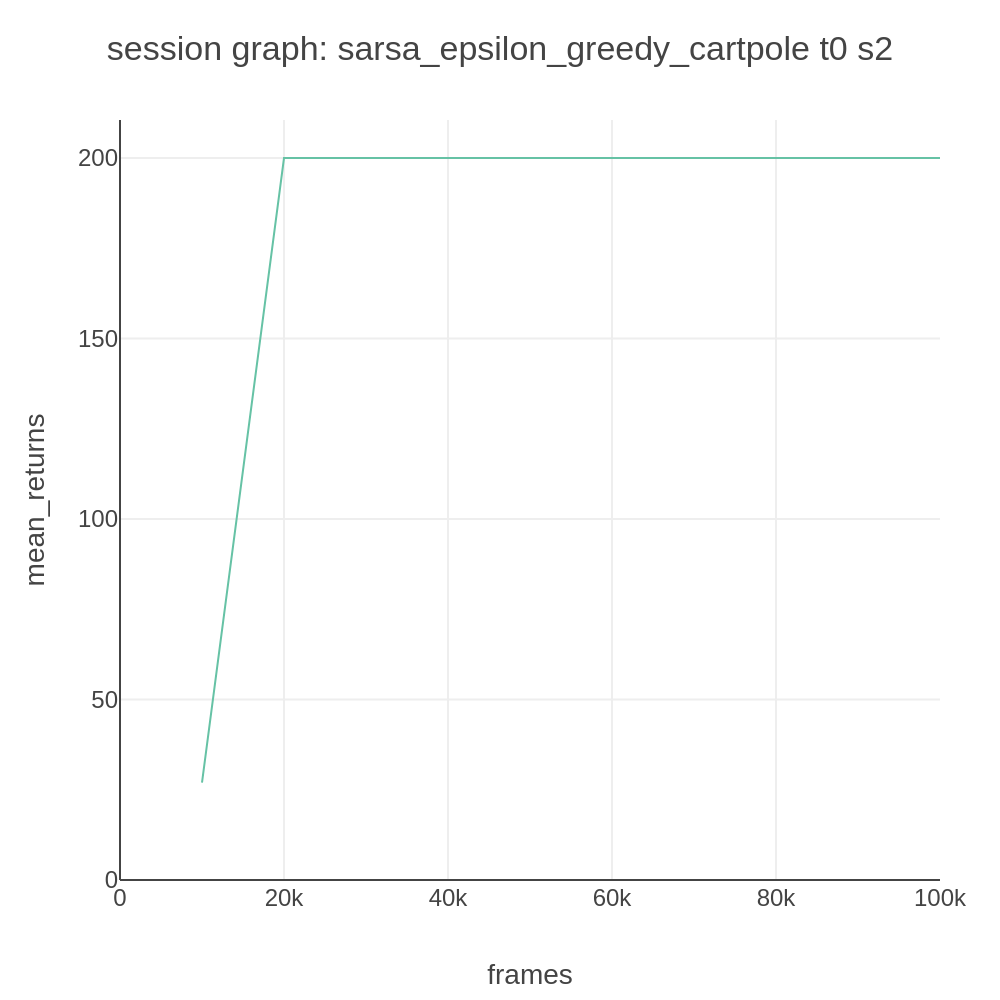 session graph: sarsa_epsilon_greedy_cartpole t0 s2
mean_returns
200
150
100
50
0
0 20k 40k 60k 80k 100k
frames